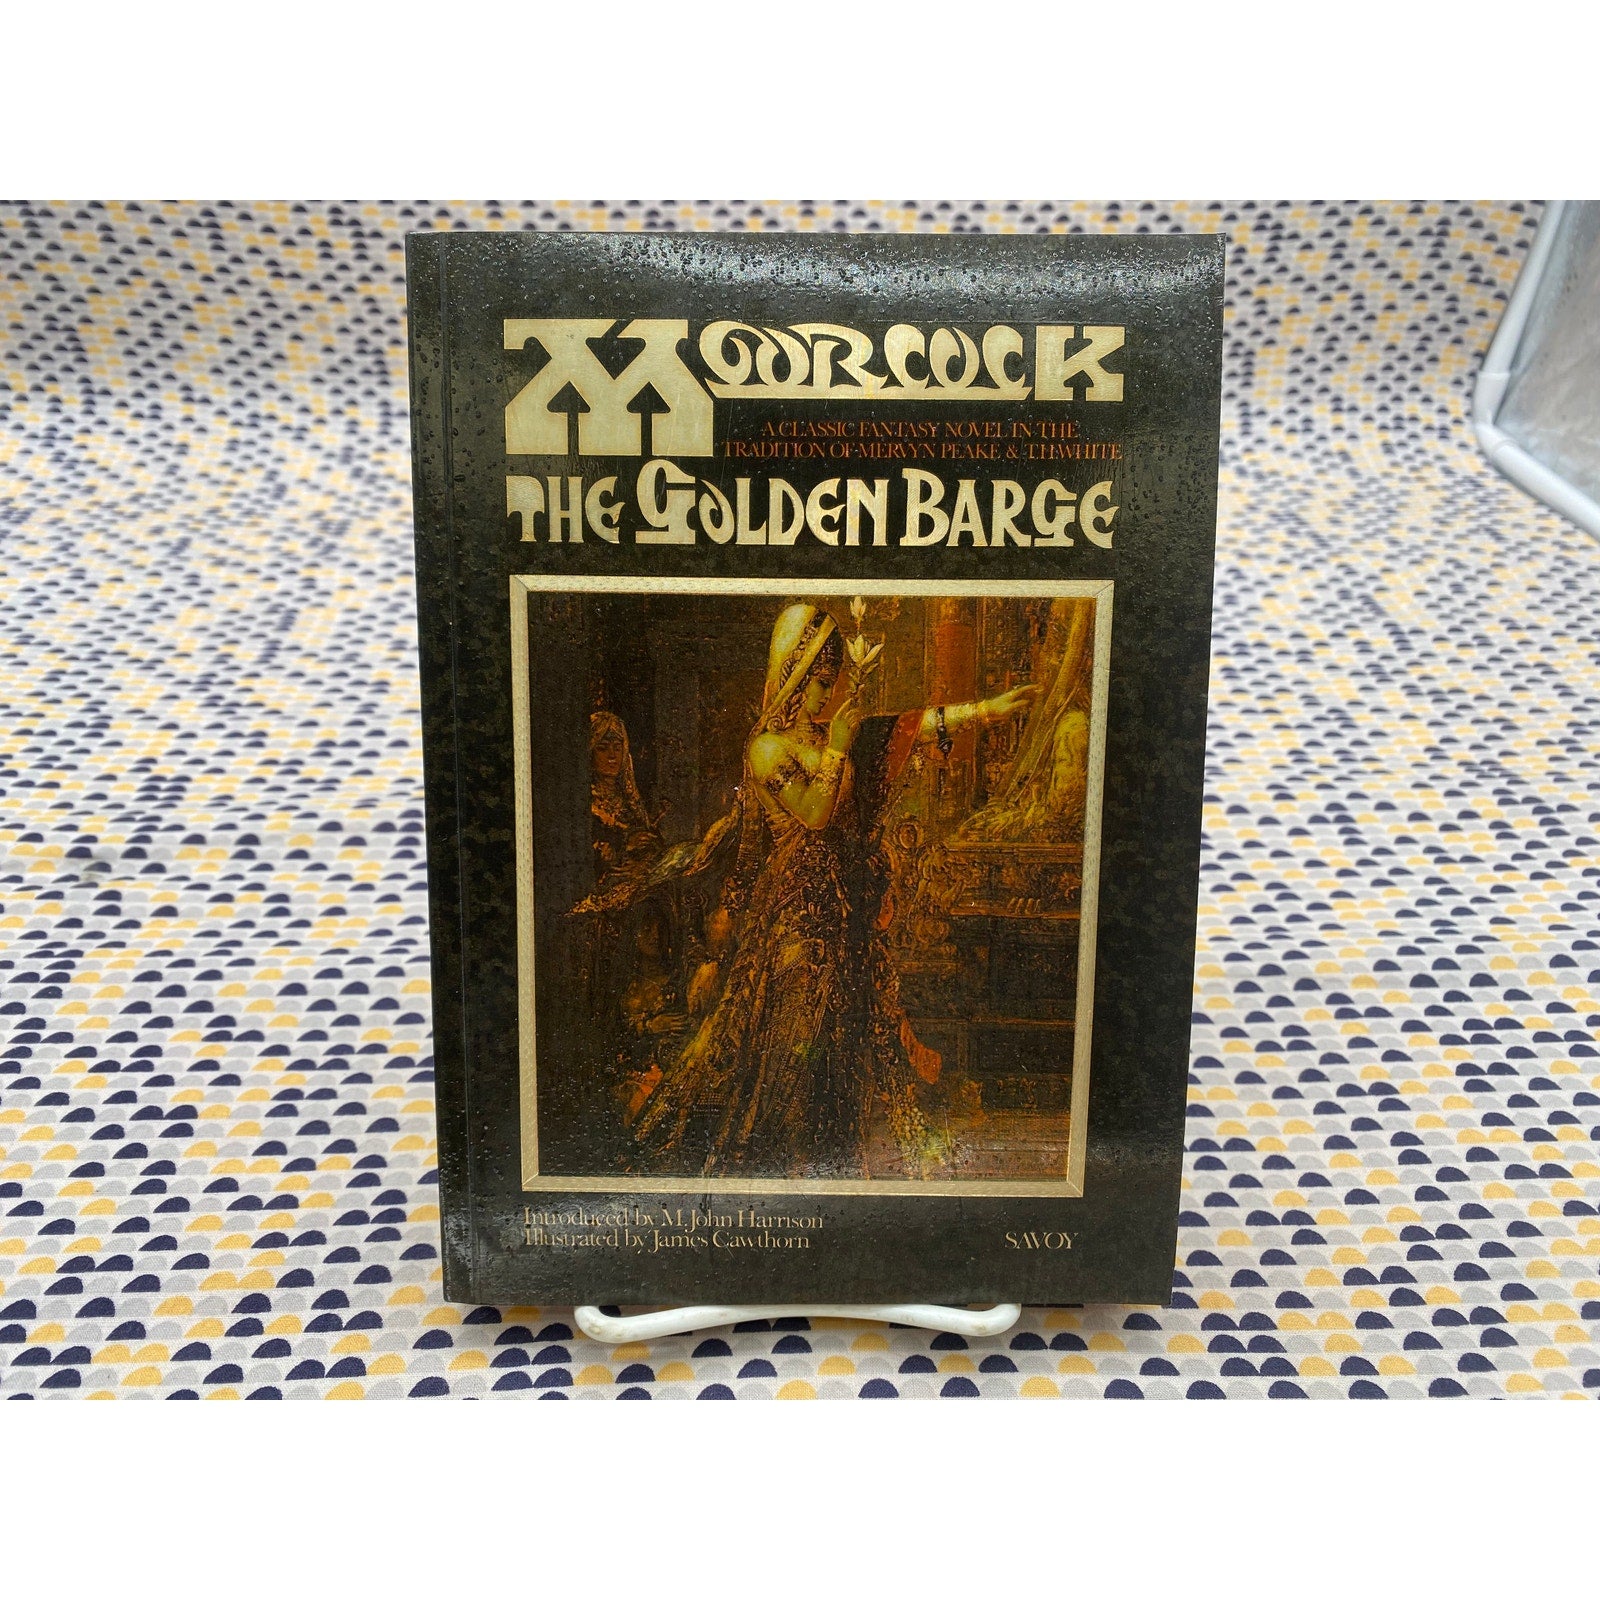 MOORCOCK
A CLASSIC FANTASY NOVEL IN THE
TRADITION OF MERVYN PEAKE & T.H.WHITE
THE GOLDEN BARGE
Introduced by M. John Harrison
Illustrated by James Cawthorn
SAVOY